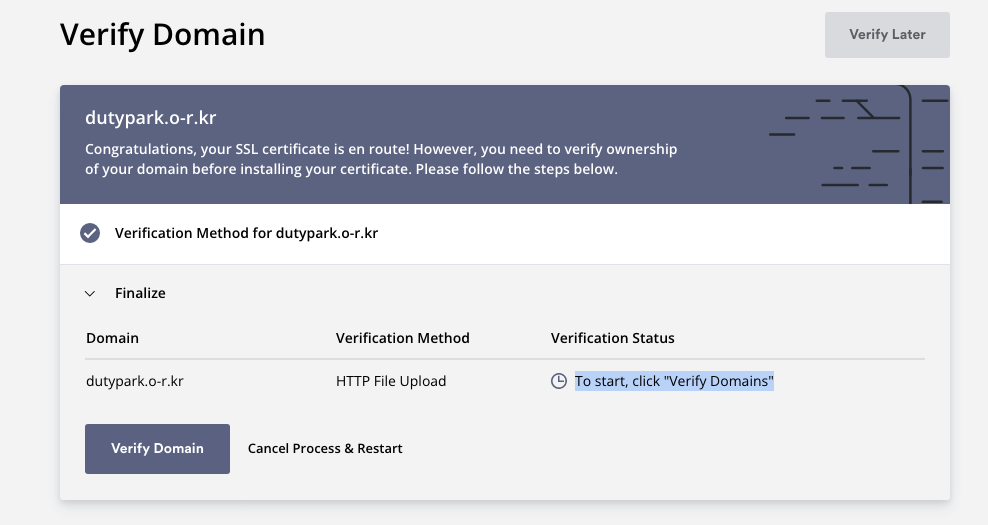 Verify Domain
Verify Later
dutypark.o-r.kr
Congratulations, your SSL certificate is en route! However, you need to verify ownership
of your domain before installing your certificate. Please follow the steps below.
Verification Method for dutypark.o-r.kr
Finalize
Domain Verification Method Verification Status
dutypark.o-r.kr HTTP File Upload To start, click "Verify Domains"
Verify Domain Cancel Process & Restart